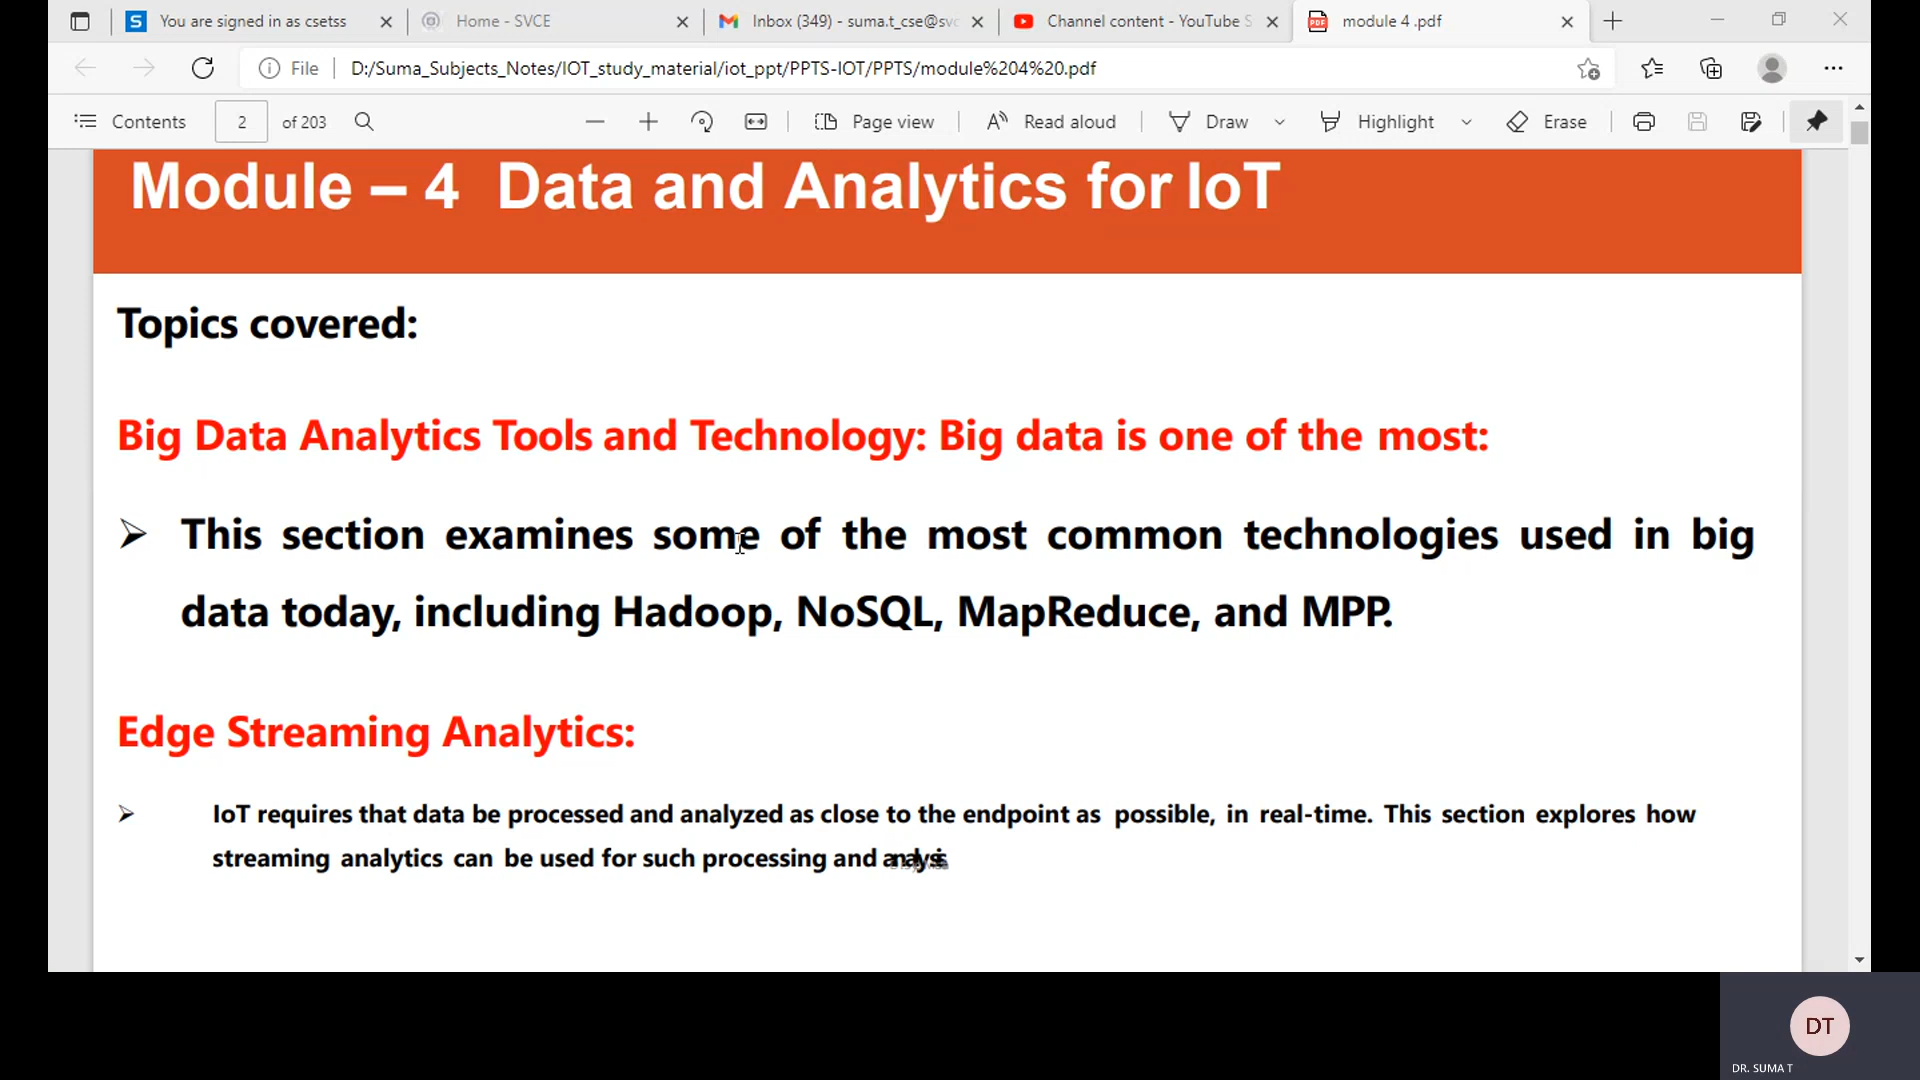 You are signed in as csetss
Home - SVCE
Inbox (349) - suma.t_cse@svc
Channel content - YouTube S
module 4 .pdf
File
D:/Suma_Subjects_Notes/IOT_study_material/iot_ppt/PPTS-IOT/PPTS/module%204%20.pdf
Contents 2 of 203 Page view Read aloud Draw Highlight Erase
Module – 4 Data and Analytics for IoT
Topics covered:
Big Data Analytics Tools and Technology: Big data is one of the most:
➢ This section examines some of the most common technologies used in big
data today, including Hadoop, NoSQL, MapReduce, and MPP.
Edge Streaming Analytics:
➢ IoT requires that data be processed and analyzed as close to the endpoint as possible, in real-time. This section explores how
streaming analytics can be used for such processing and analysis
DT
DR. SUMA T